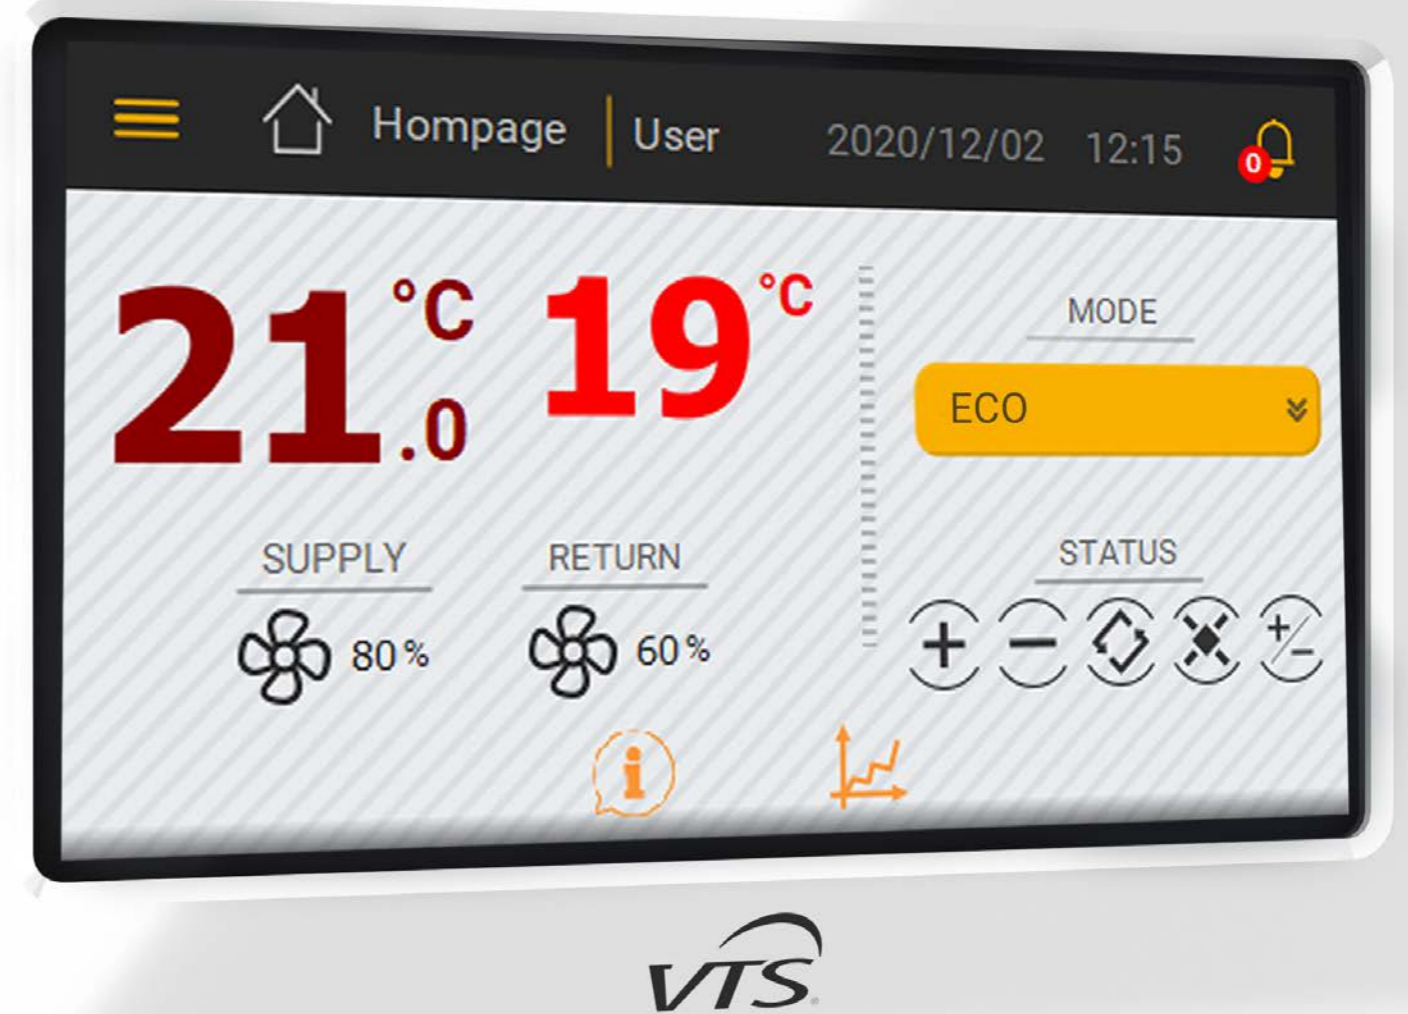 Hompage User 2020/12/02 12:15 0
21.0 °C 19 °C
MODE
ECO
SUPPLY RETURN STATUS
80 % 60 %
VTS